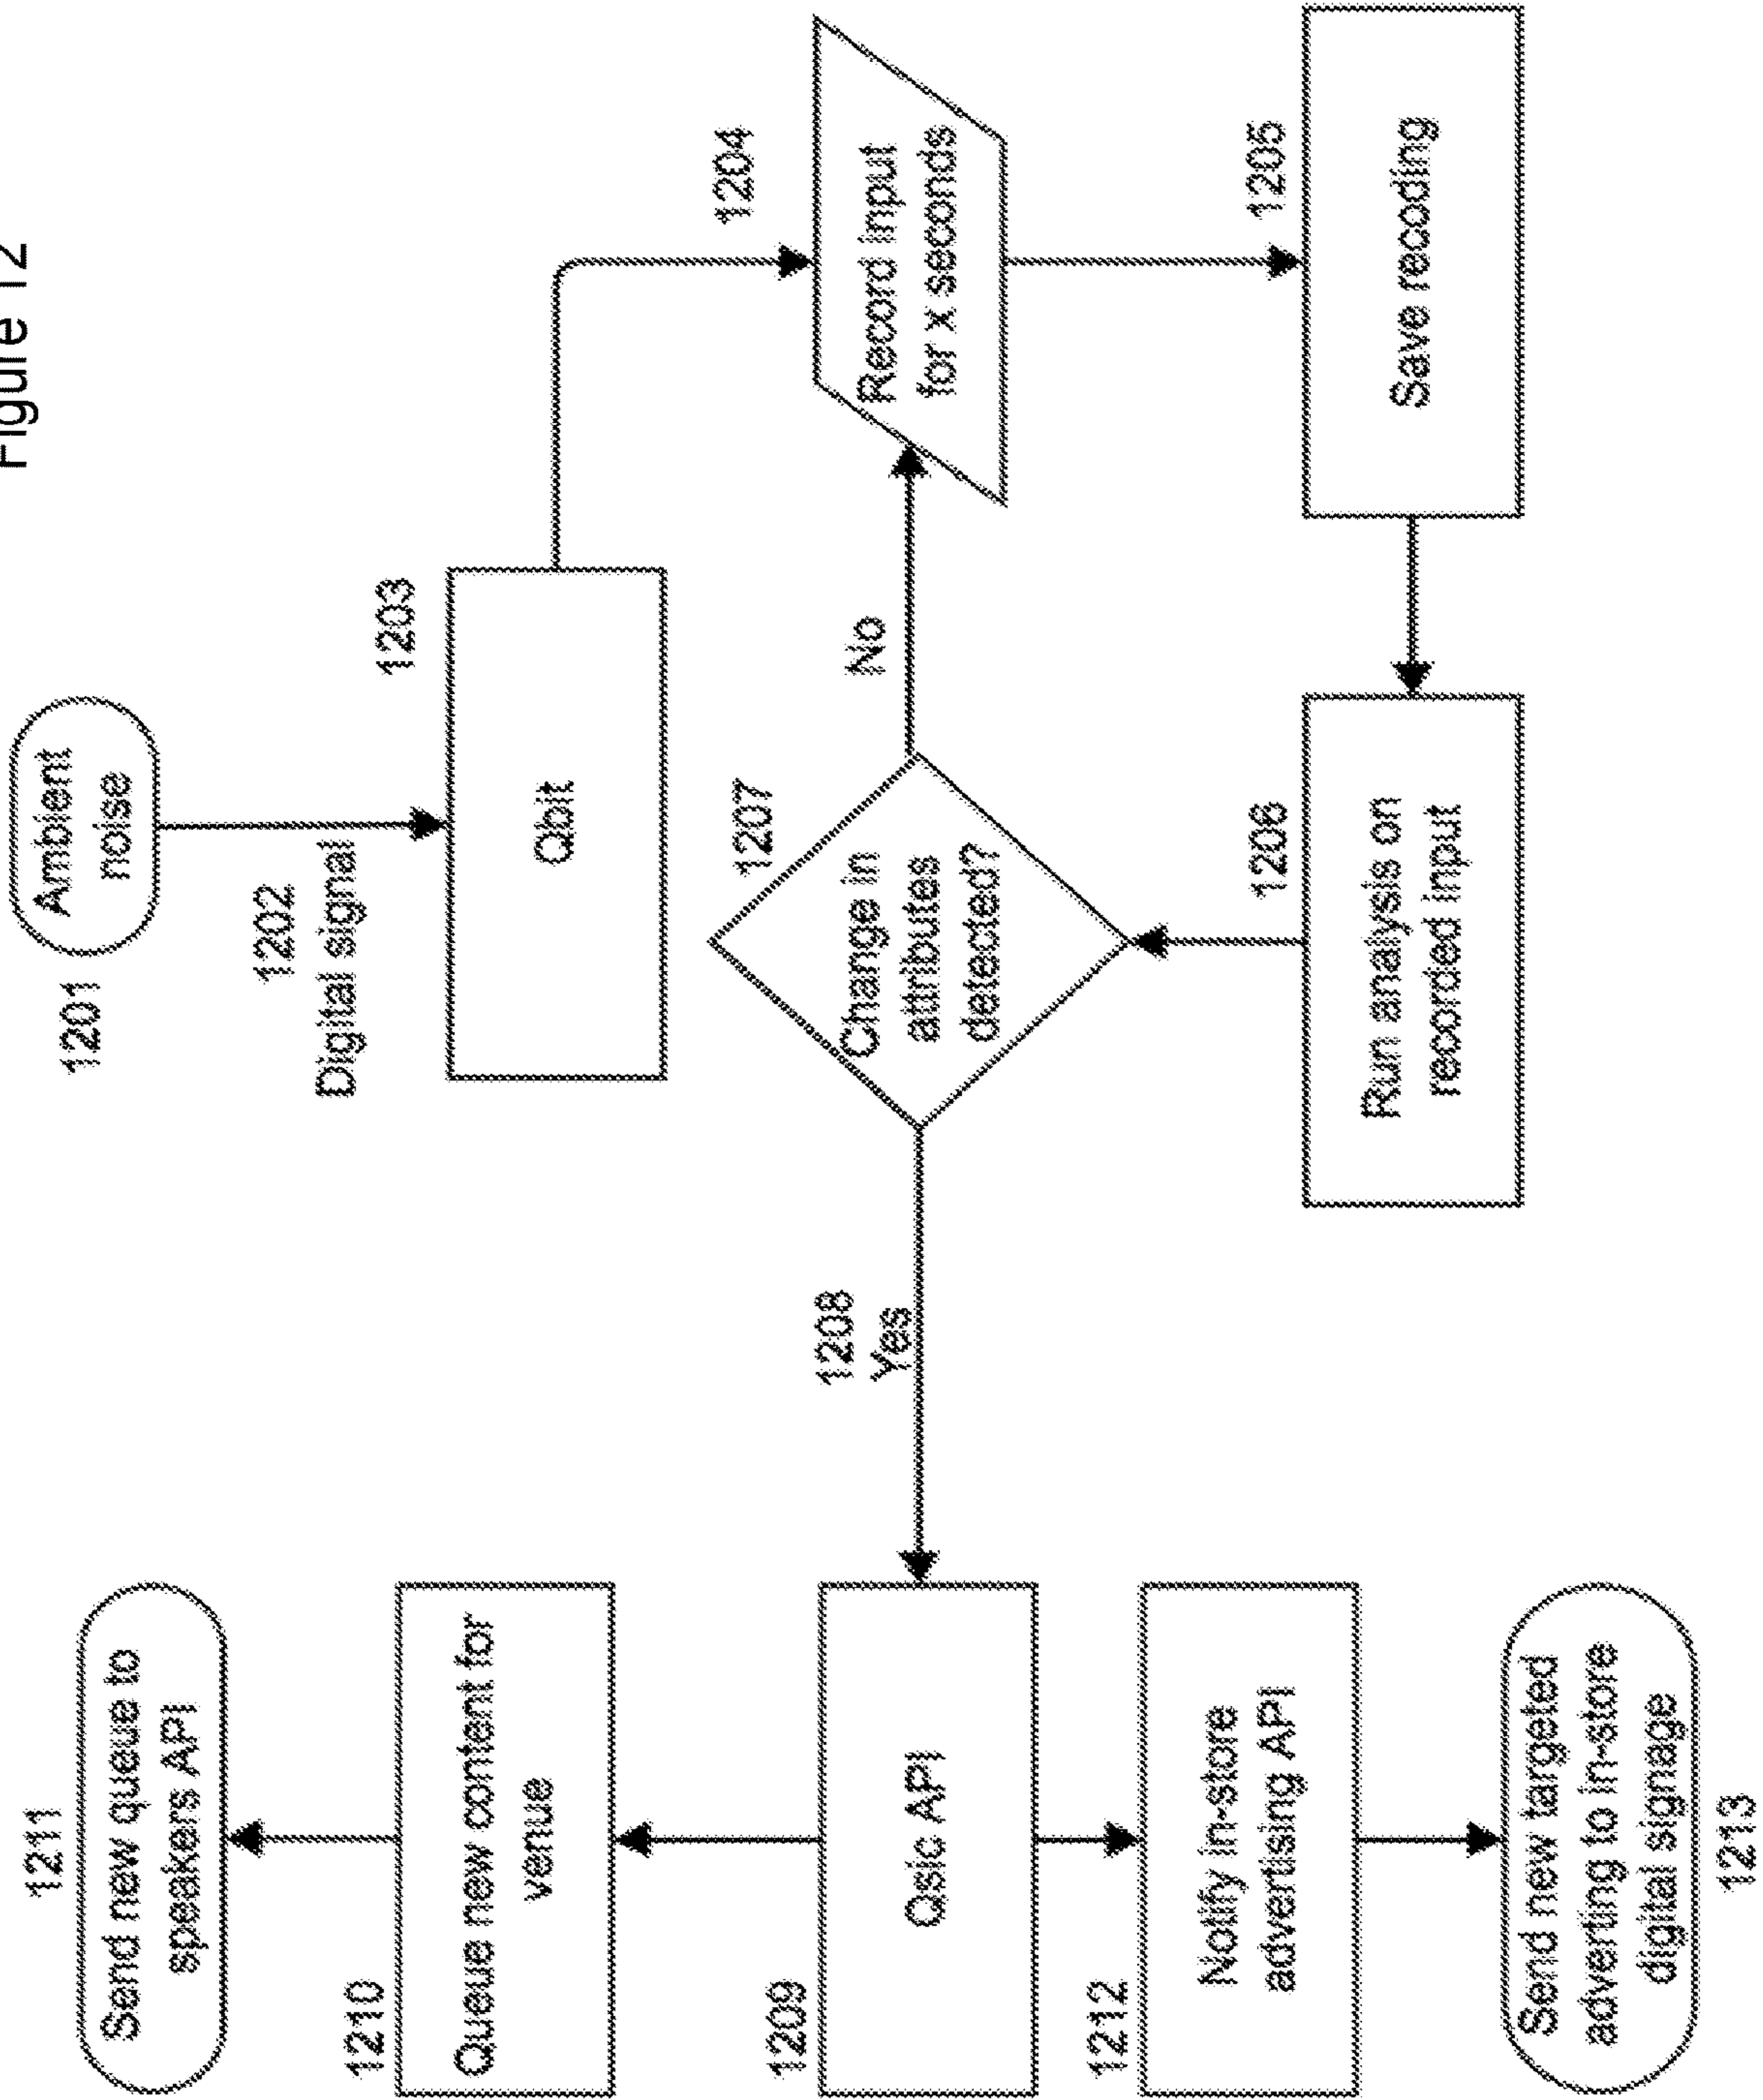 Figure 12
1201
Ambient
noise
1202
Digital signal
1203
Qbit
1204
Record input
for x seconds
1205
Save recoding
1206
Run analysis on
recorded input
1207
Change in
attributes
detected?
No
1208
Yes
1209
Qsic API
1210
Queue new content for
venue
1211
Send new queue to
speakers API
1212
Notify in-store
advertising API
Send new targeted
adverting to in-store
digital signage
1213